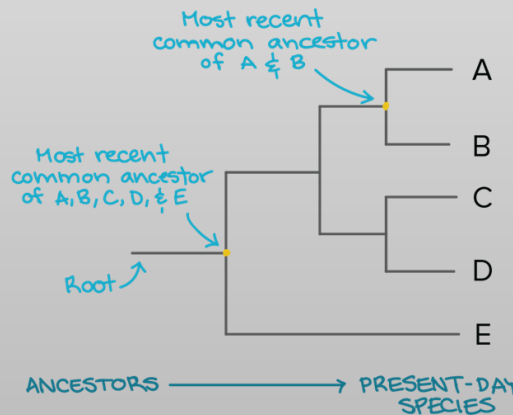 Most recent
common ancestor
of A & B
A
B
Most recent
common ancestor
of A, B, C, D, & E
C
D
Root
E
ANCESTORS
PRESENT-DAY
SPECIES